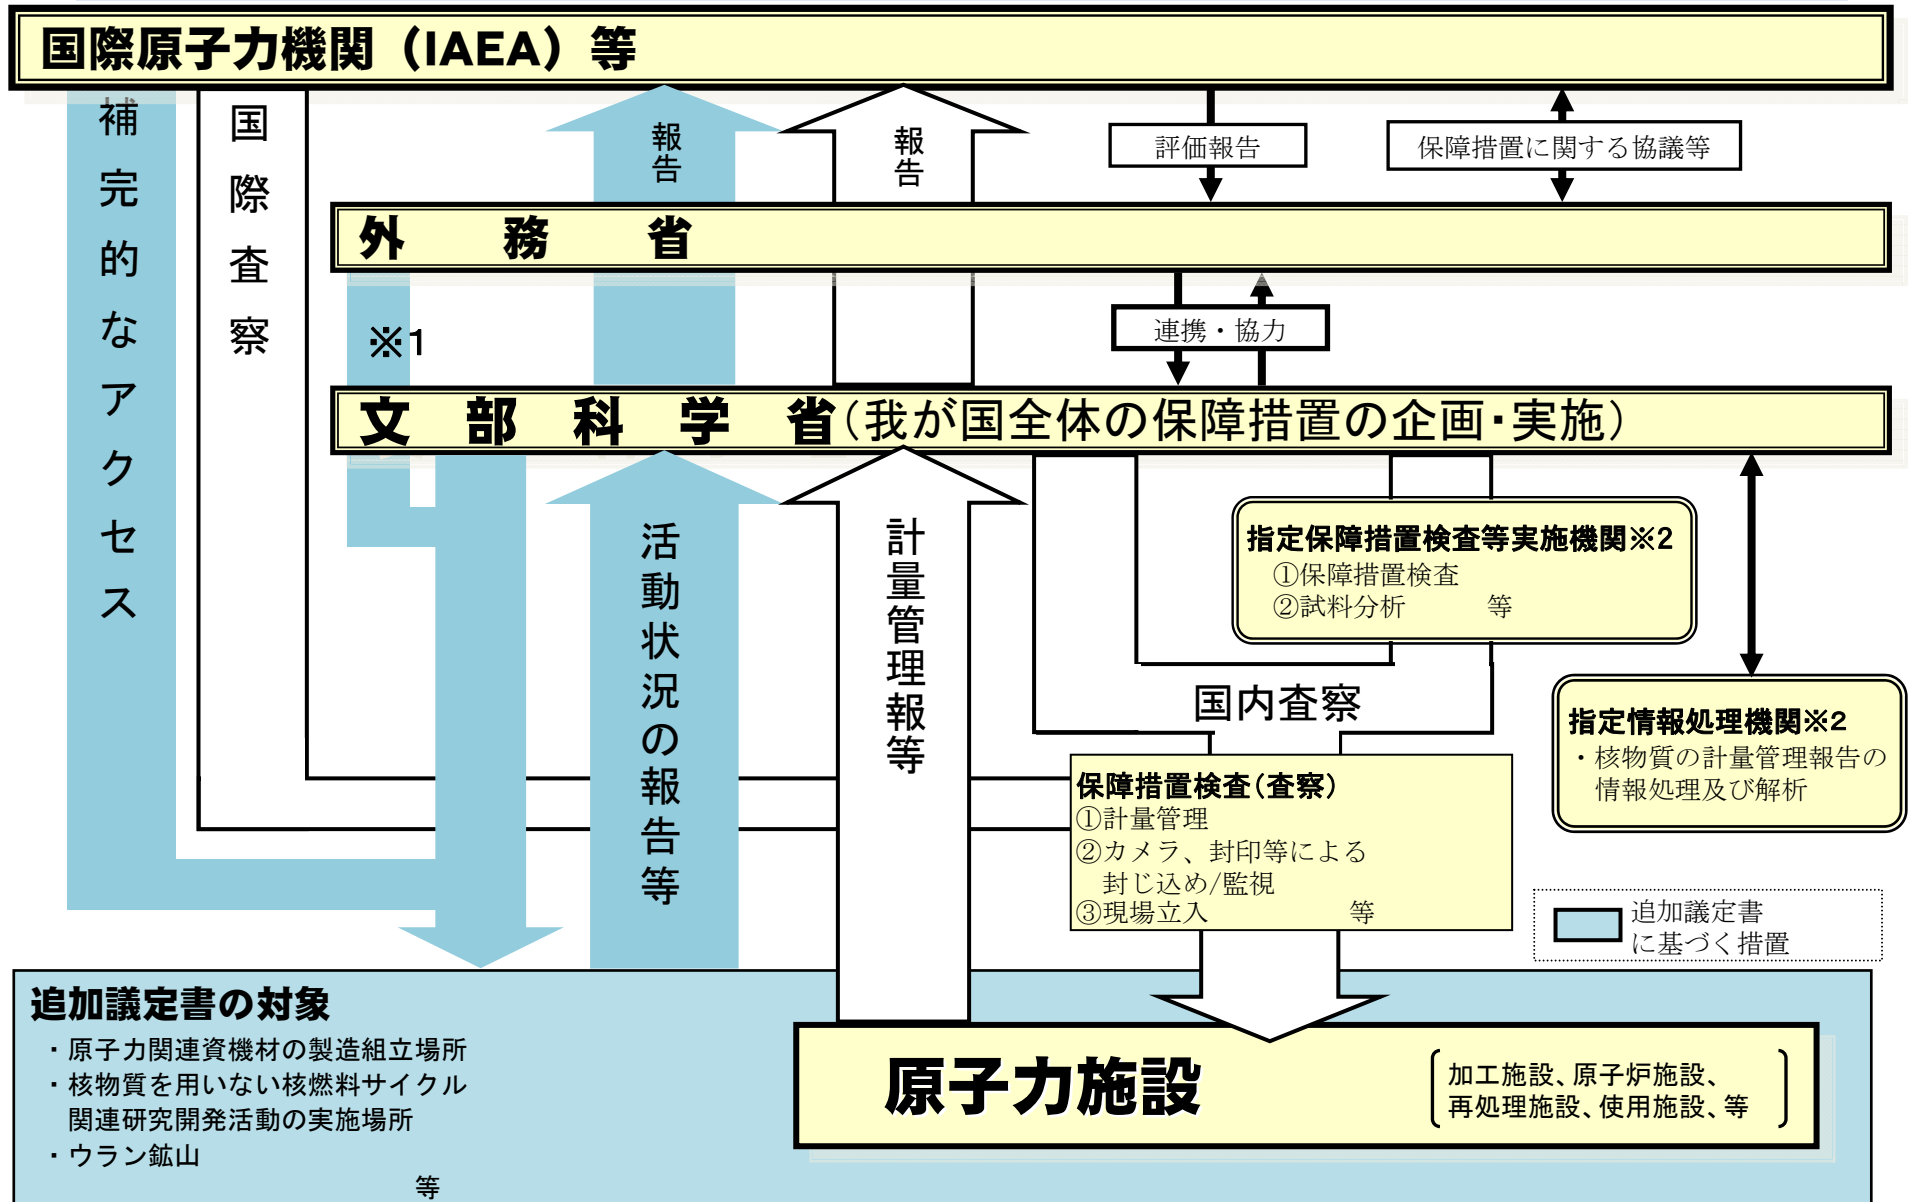 国際原子力機関（IAEA）等
補完的なアクセス
国際査察
報告
報告
評価報告
保障措置に関する協議等
外務省
※1
連携・協力
文部科学省（我が国全体の保障措置の企画・実施）
活動状況の報告等
計量管理報等
指定保障措置検査等実施機関※2
①保障措置検査
②試料分析 等
国内査察
指定情報処理機関※2
・核物質の計量管理報告の
情報処理及び解析
保障措置検査（査察）
①計量管理
②カメラ、封印等による
封じ込め/監視
③現場立入 等
追加議定書
に基づく措置
追加議定書の対象
・原子力関連資機材の製造組立場所
・核物質を用いない核燃料サイクル
関連研究開発活動の実施場所
・ウラン鉱山
等
原子力施設
加工施設、原子炉施設、
再処理施設、使用施設、等